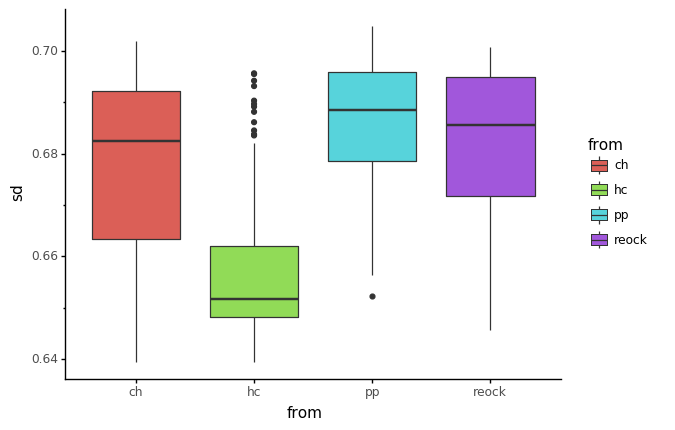 0.70
0.68
0.66
0.64
sd
ch hc pp reock
from
from
ch
hc
pp
reock